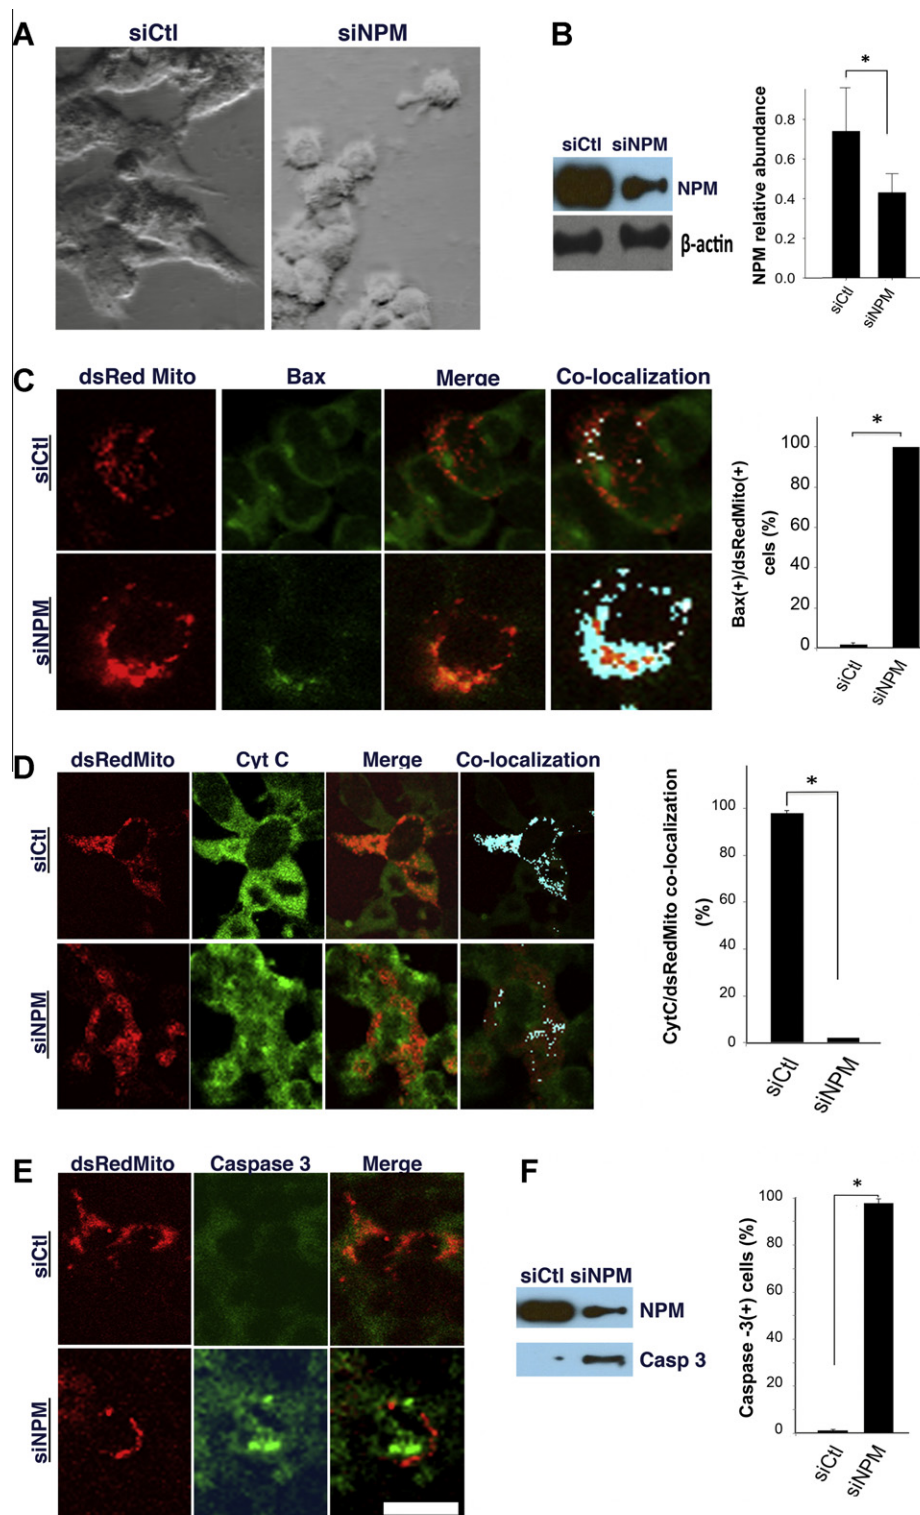 A
siCtl
siNPM
B
siCtl siNPM
NPM
β-actin
*
NPM relative abundance
0.8
0.6
0.4
0.2
0.0
siCtl
siNPM
C
dsRed Mito
Bax
Merge
Co-localization
siCtl
siNPM
*
Bax(+)/dsRedMito(+)
cels (%)
100
80
60
40
20
0
siCtl
siNPM
D
dsRedMito
Cyt C
Merge
Co-localization
siCtl
siNPM
*
CytC/dsRedMito co-localization
(%)
100
80
60
40
20
0
siCtl
siNPM
E
dsRedMito
Caspase 3
Merge
siCtl
siNPM
F
siCtl siNPM
NPM
Casp 3
*
Caspase -3(+) cells (%)
100
80
60
40
20
0
siCtl
siNPM